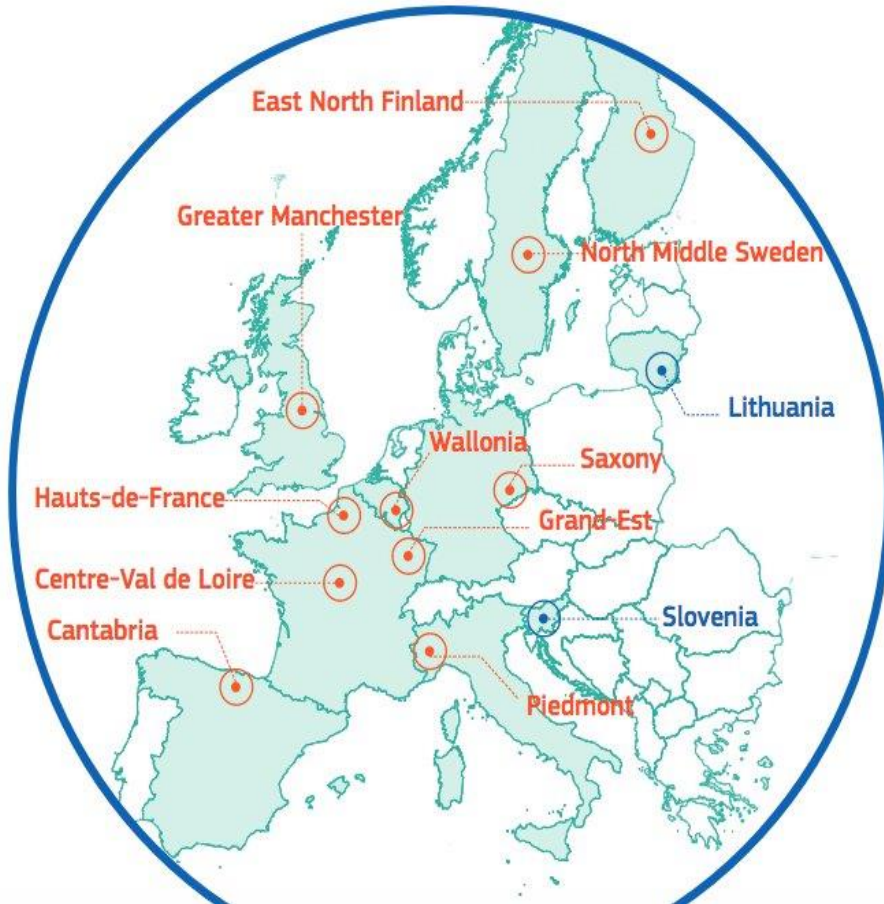 East North Finland
Greater Manchester
North Middle Sweden
Lithuania
Wallonia
Saxony
Hauts-de-France
Grand-Est
Centre-Val de Loire
Cantabria
Slovenia
Piedmont